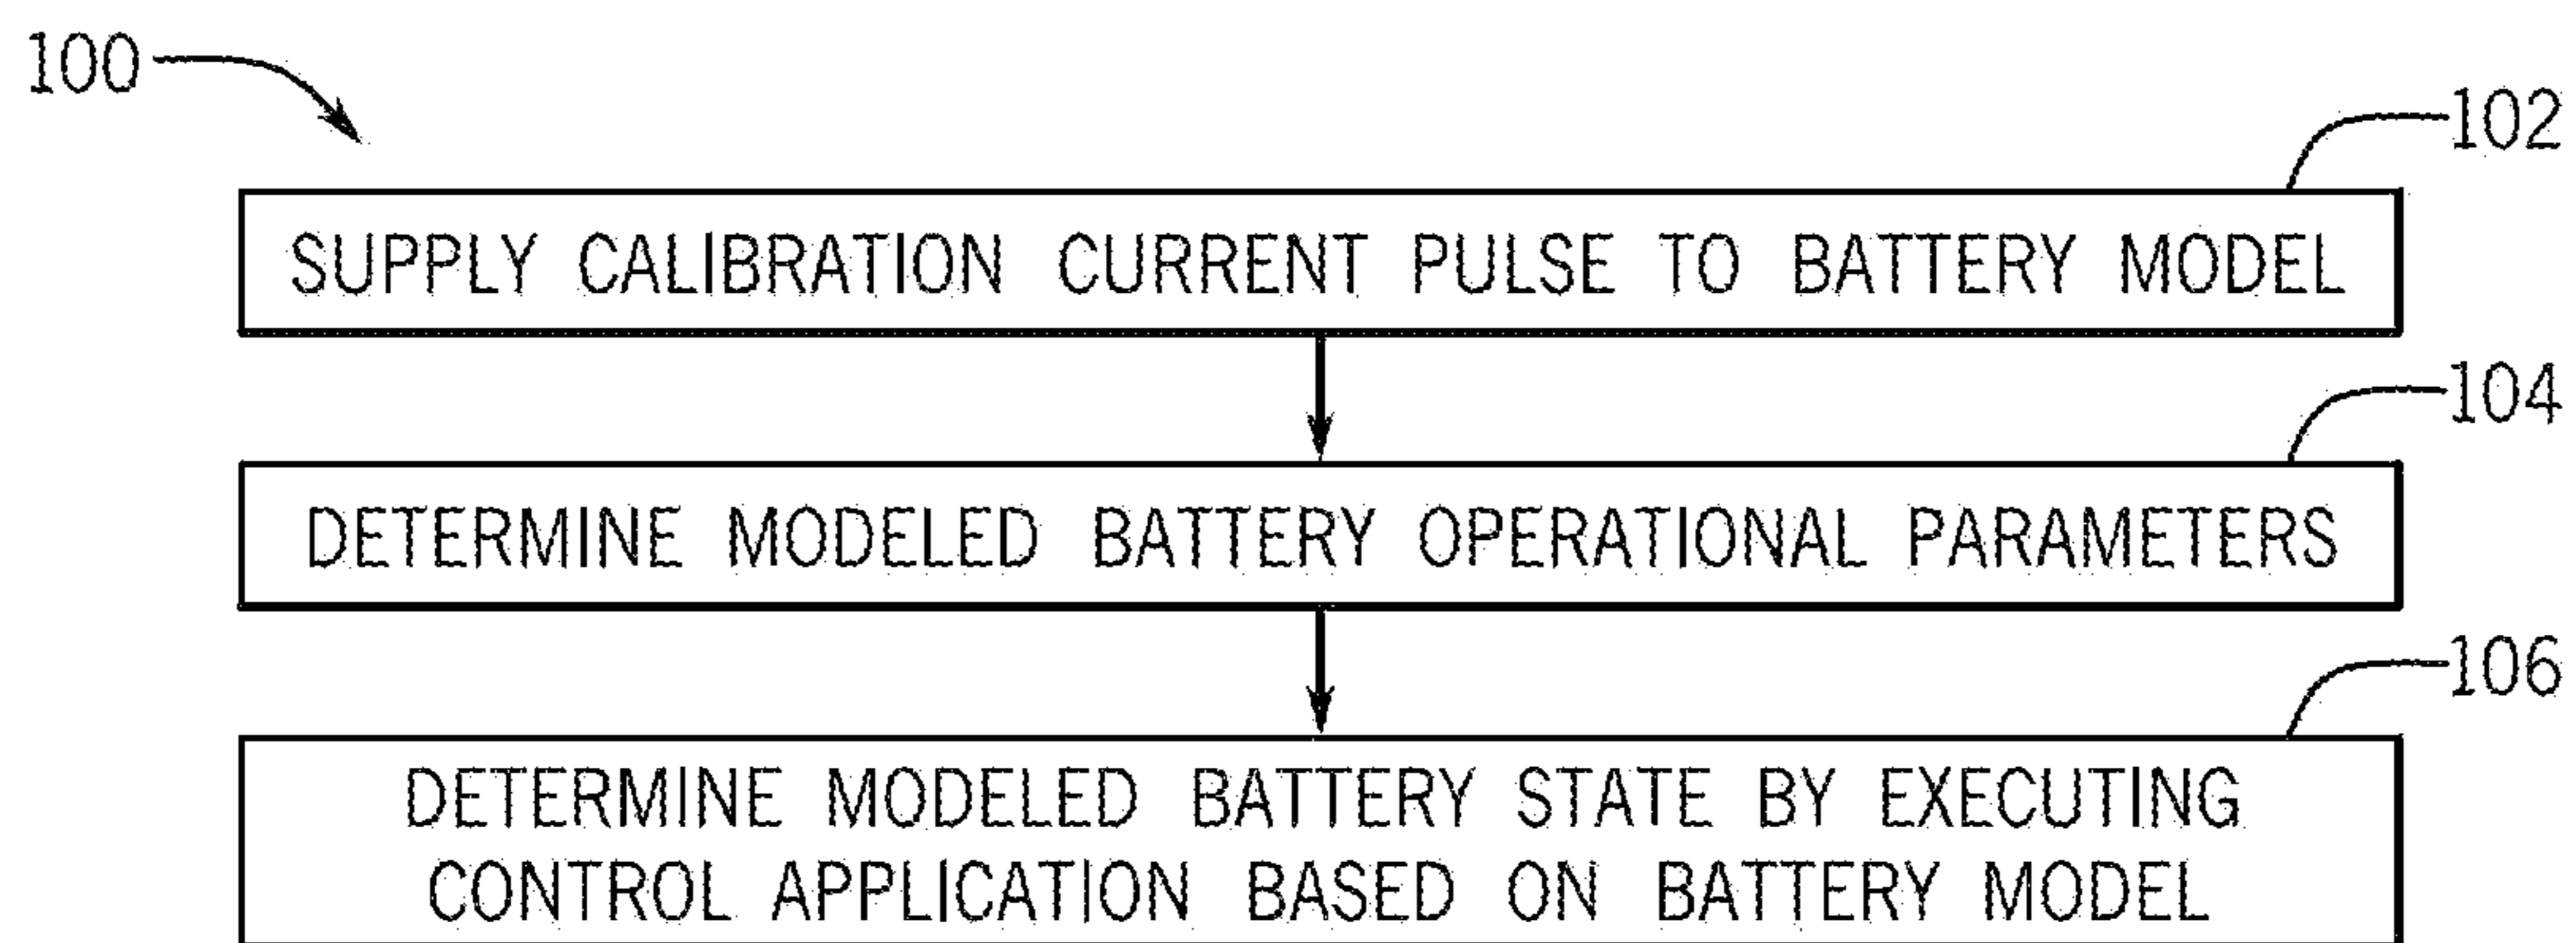 100
102
SUPPLY CALIBRATION CURRENT PULSE TO BATTERY MODEL
104
DETERMINE MODELED BATTERY OPERATIONAL PARAMETERS
106
DETERMINE MODELED BATTERY STATE BY EXECUTING
CONTROL APPLICATION BASED ON BATTERY MODEL